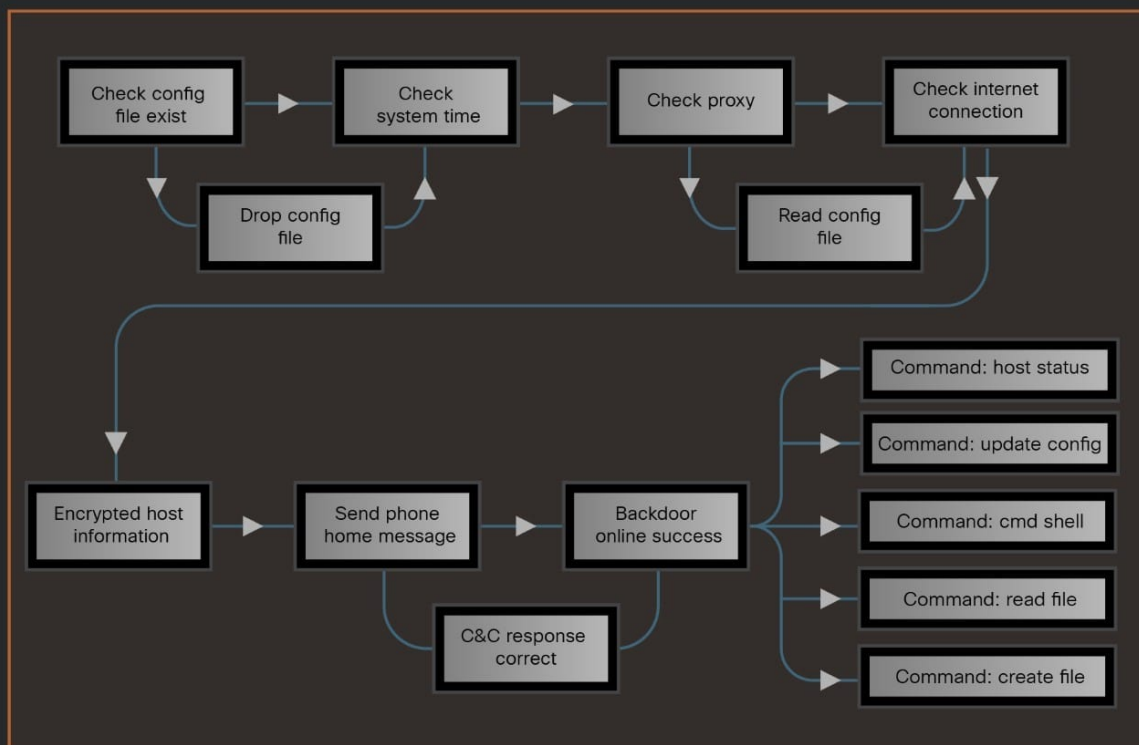 Check config
file exist
Check
system time
Check proxy
Check internet
connection
Drop config
file
Read config
file
Command: host status
Command: update config
Encrypted host
information
Send phone
home message
Backdoor
online success
Command: cmd shell
Command: read file
C&C response
correct
Command: create file